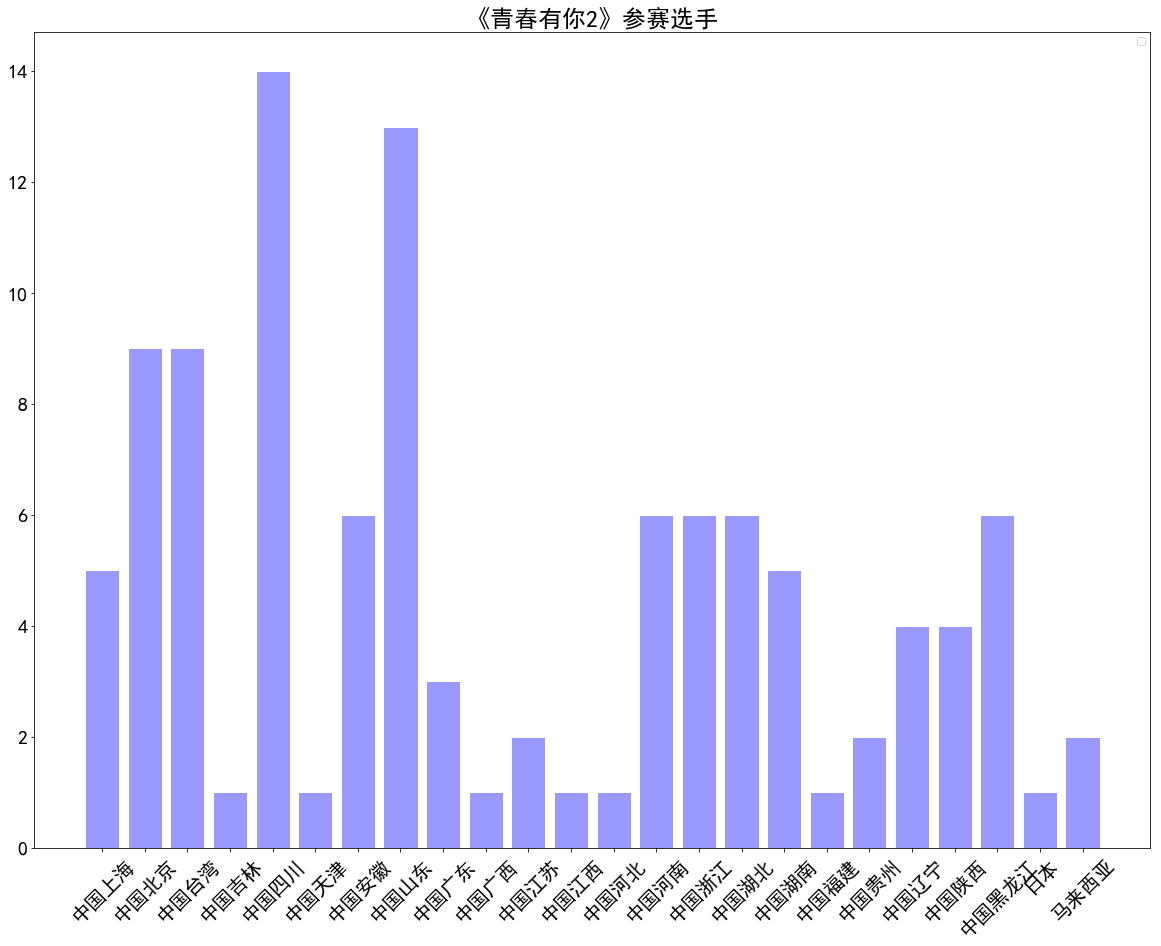 《青春有你2》参赛选手
14
12
10
8
6
4
2
0
中国上海
中国北京
中国台湾
中国吉林
中国四川
中国天津
中国安徽
中国山东
中国广东
中国广西
中国江苏
中国江西
中国河北
中国河南
中国浙江
中国湖北
中国湖南
中国福建
中国贵州
中国辽宁
中国陕西
中国黑龙江
日本
马来西亚